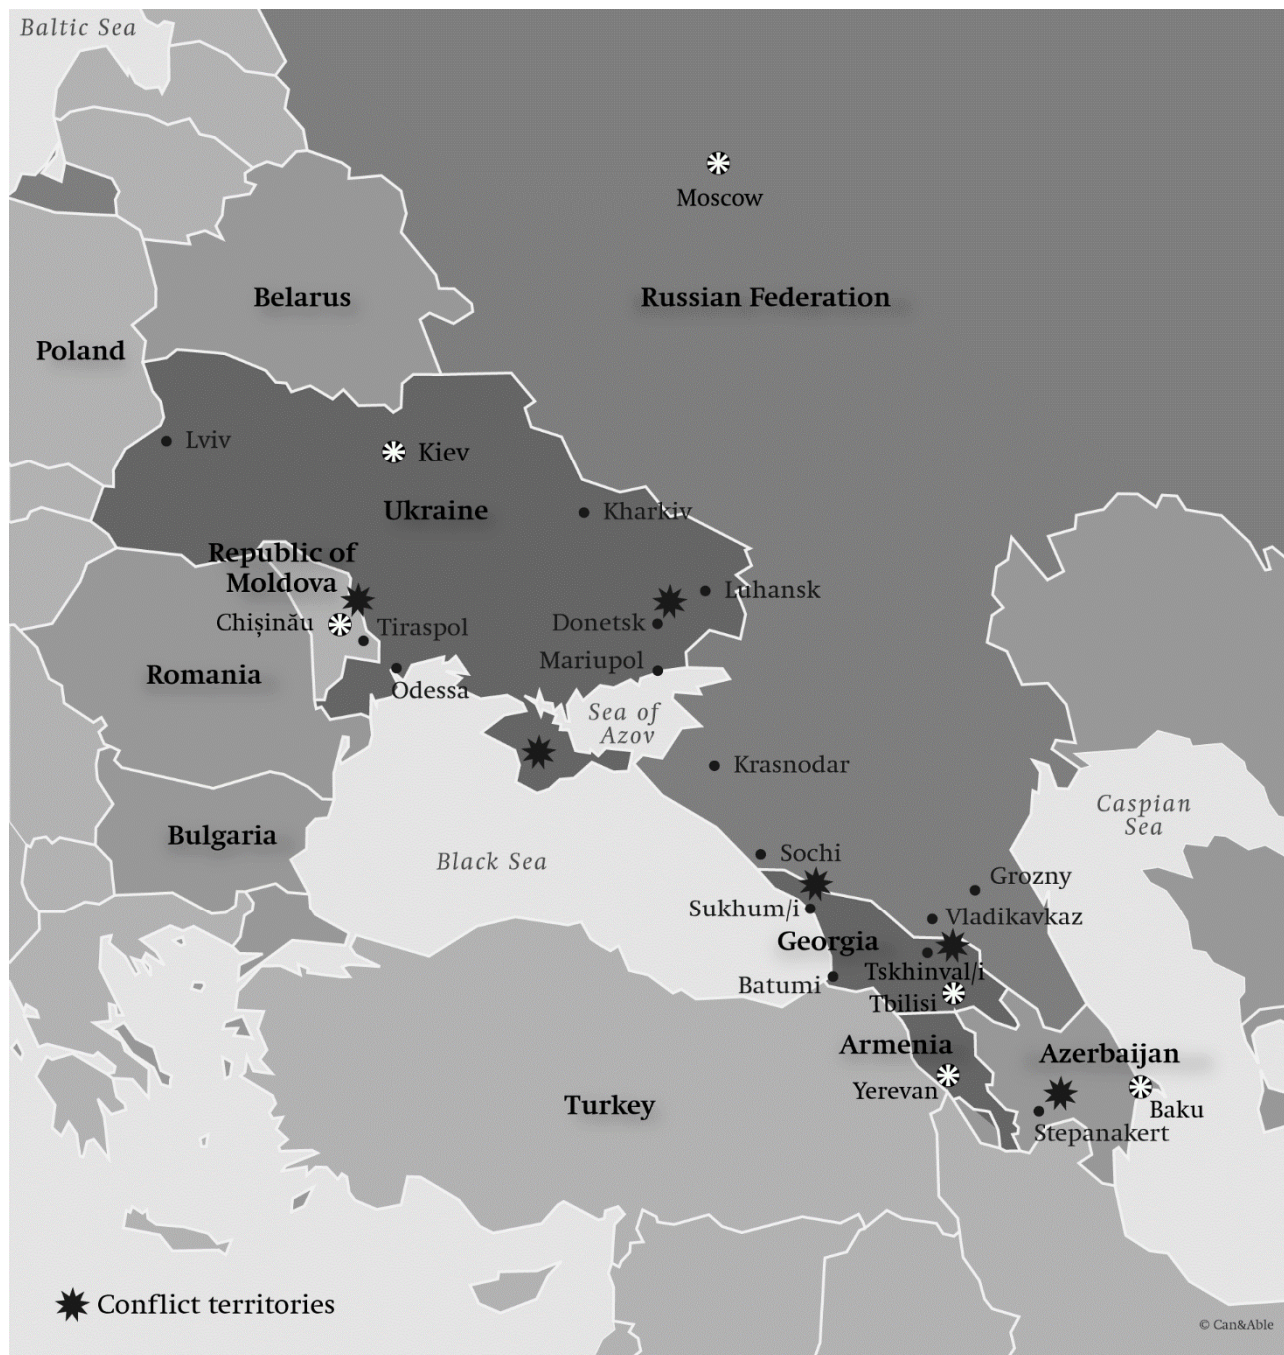 Baltic Sea
Moscow
Belarus
Russian Federation
Poland
Lviv
Kiev
Ukraine
Kharkiv
Republic of
Moldova
Luhansk
Chișinău
Tiraspol
Donetsk
Mariupol
Romania
Odessa
Sea of
Azov
Krasnodar
Caspian
Sea
Bulgaria
Black Sea
Sochi
Grozny
Sukhum/i
Vladikavkaz
Georgia
Tskhinval/i
Batumi
Tbilisi
Armenia
Azerbaijan
Yerevan
Turkey
Baku
Stepanakert
Conflict territories
© Can&Able